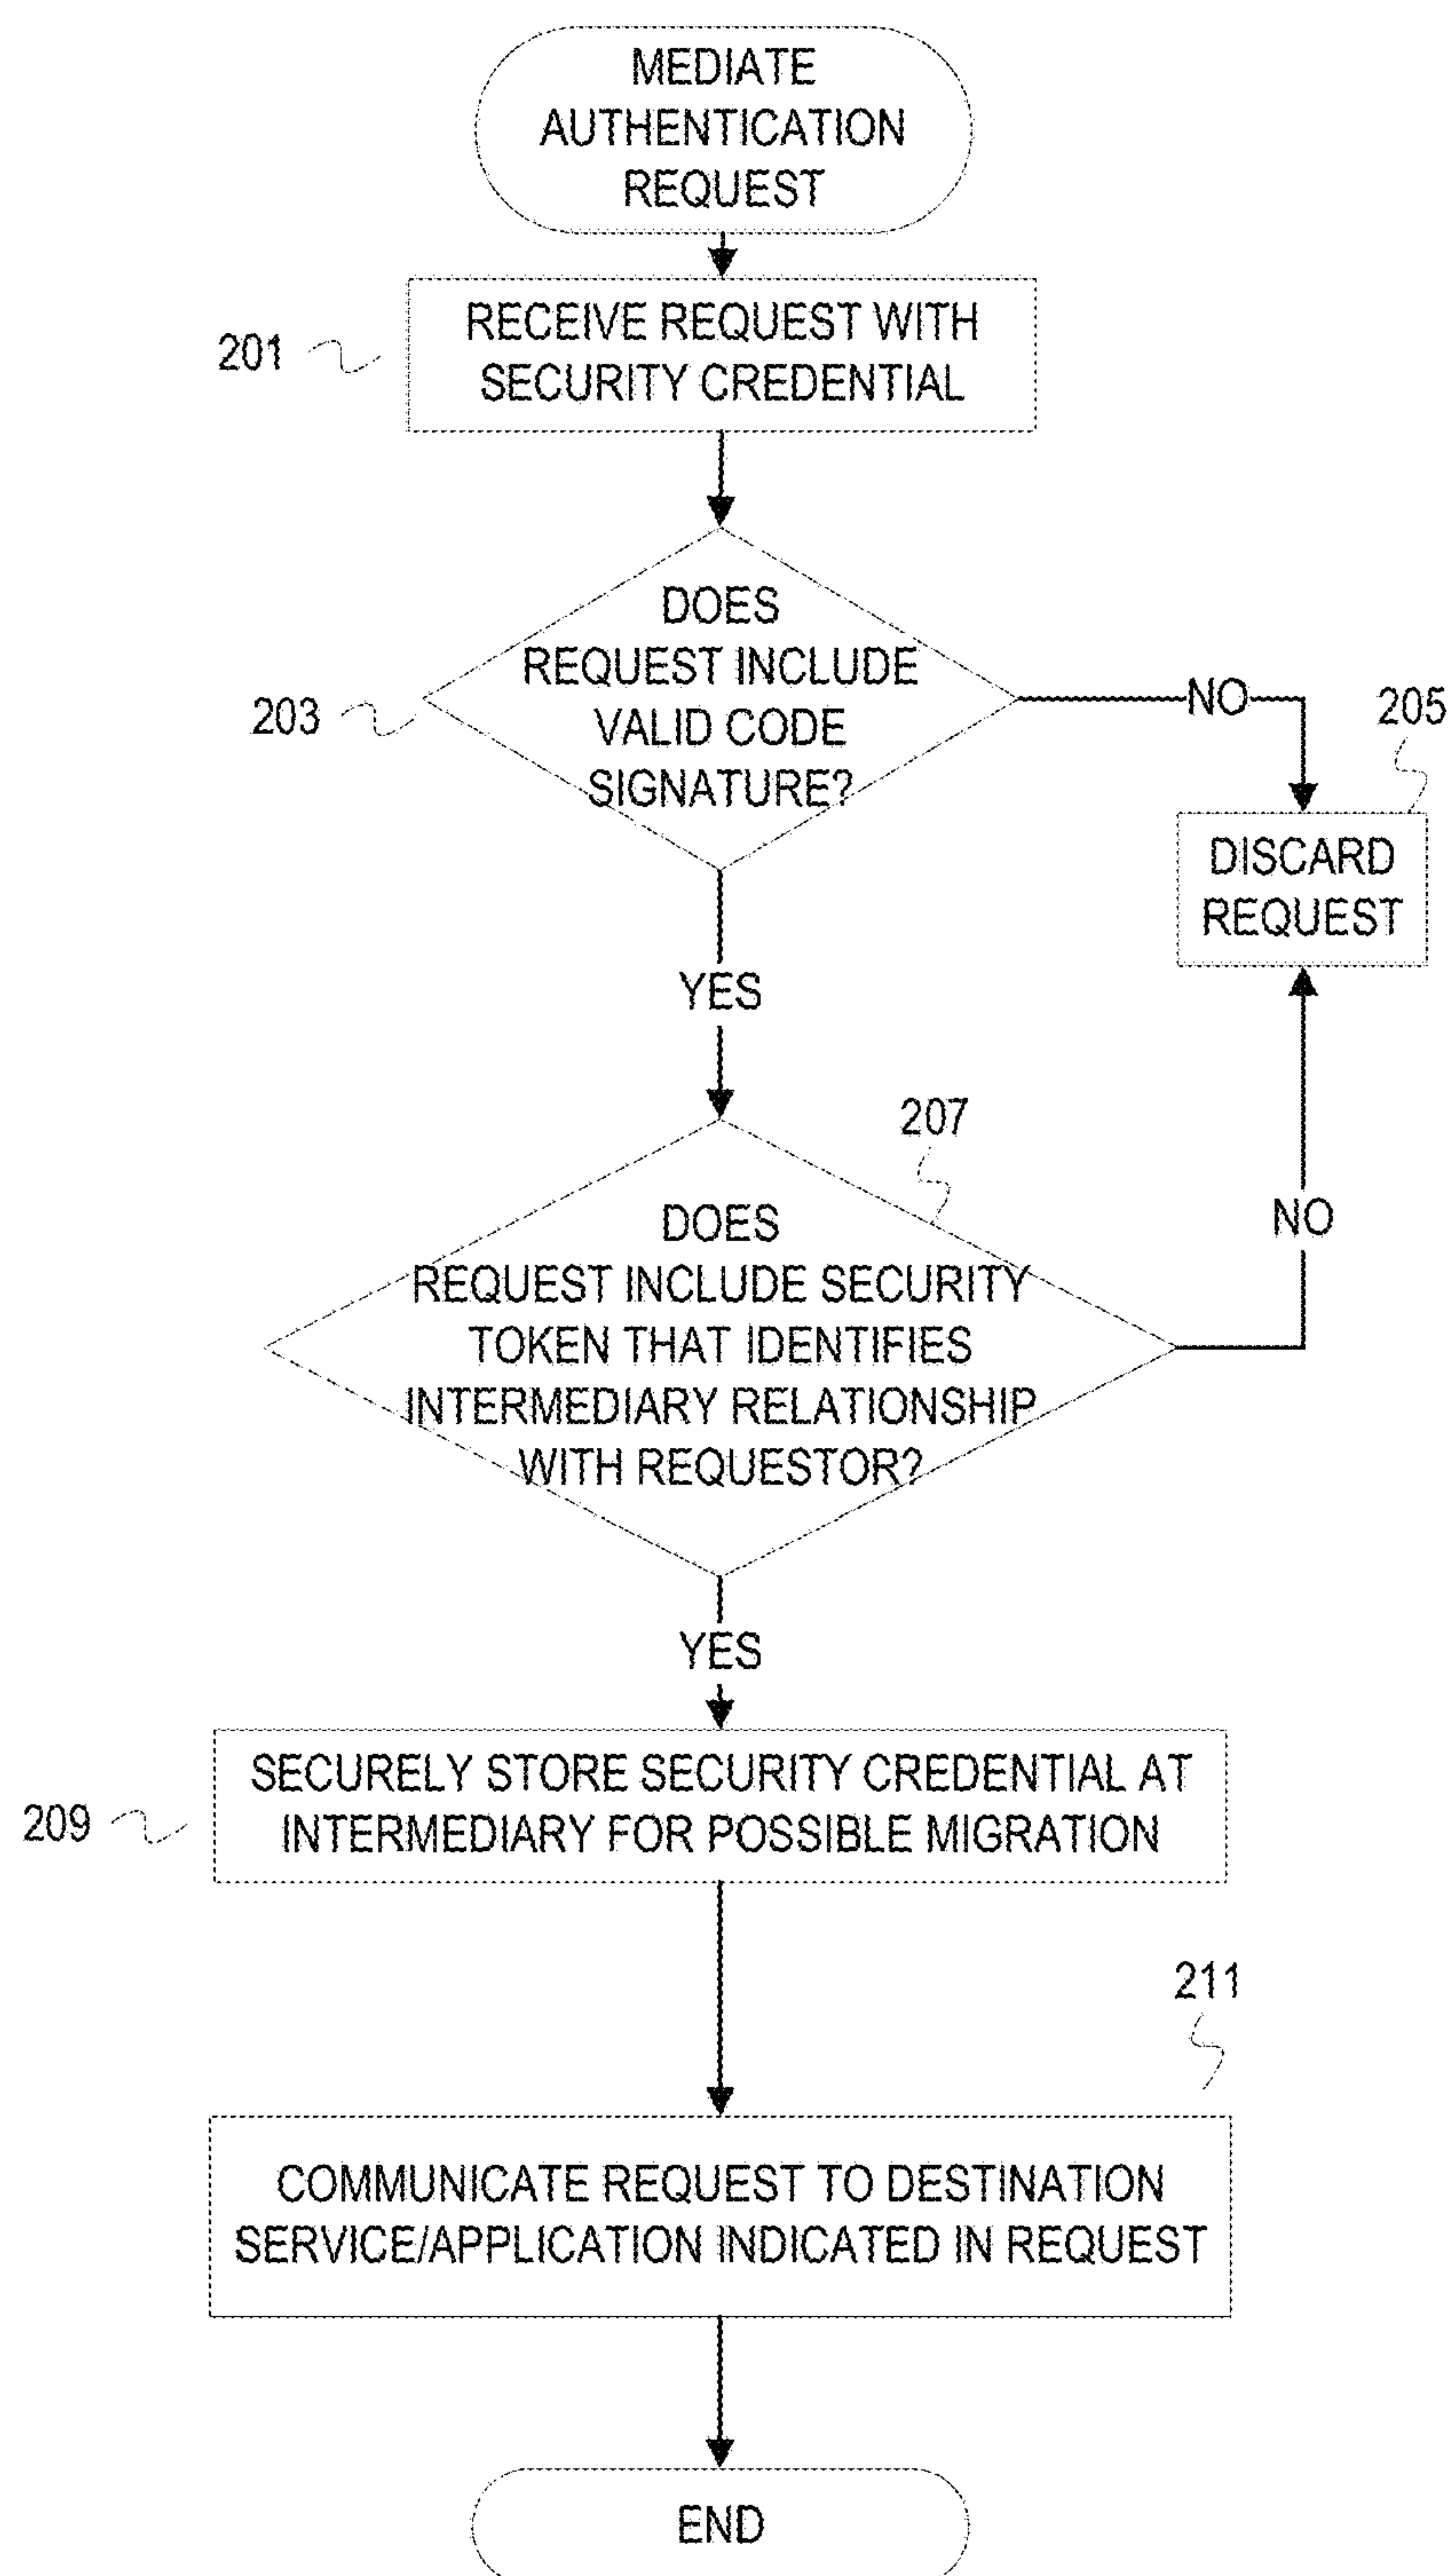 MEDIATE
AUTHENTICATION
REQUEST
201
RECEIVE REQUEST WITH
SECURITY CREDENTIAL
203
DOES
REQUEST INCLUDE
VALID CODE
SIGNATURE?
NO
205
DISCARD
REQUEST
YES
207
DOES
REQUEST INCLUDE SECURITY
TOKEN THAT IDENTIFIES
INTERMEDIARY RELATIONSHIP
WITH REQUESTOR?
NO
YES
209
SECURELY STORE SECURITY CREDENTIAL AT
INTERMEDIARY FOR POSSIBLE MIGRATION
211
COMMUNICATE REQUEST TO DESTINATION
SERVICE/APPLICATION INDICATED IN REQUEST
END